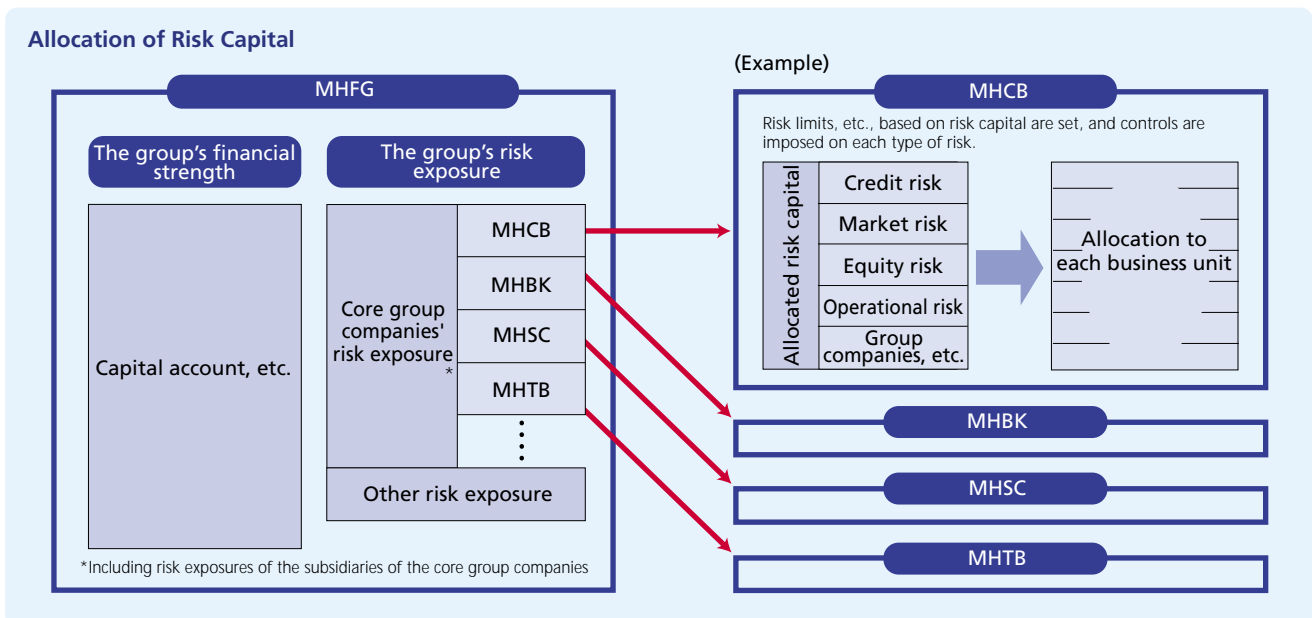 Allocation of Risk Capital
MHFG
The group's financial
strength
The group's risk
exposure
Capital account, etc.
Core group
companies'
risk exposure
*
MHCB
MHBK
MHSC
MHTB
Other risk exposure
*Including risk exposures of the subsidiaries of the core group companies
(Example)
MHCB
Risk limits, etc., based on risk capital are set, and controls are
imposed on each type of risk.
Allocated risk capital
Credit risk
Market risk
Equity risk
Operational risk
Group
companies, etc.
Allocation to
each business unit
MHBK
MHSC
MHTB